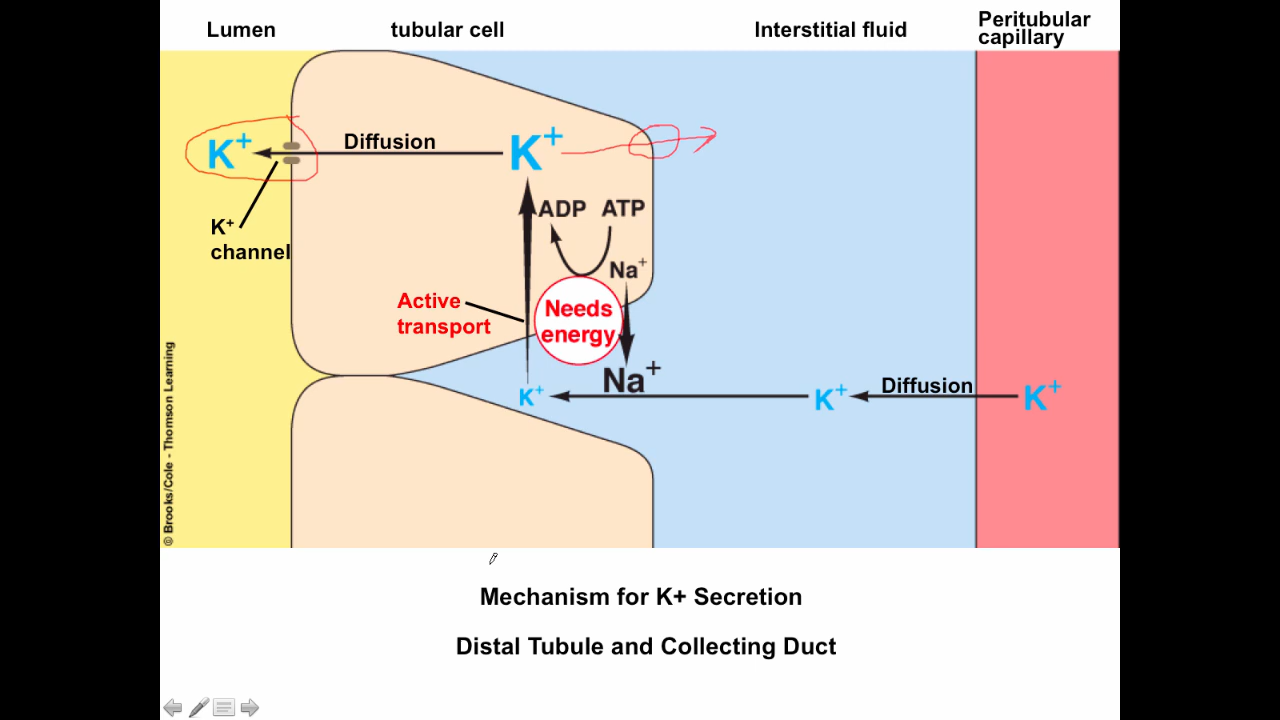 Lumen
tubular cell
Interstitial fluid
Peritubular
capillary
K+
Diffusion
K+
K+
channel
ADP ATP
Na+
Active
transport
Needs
energy
Na+
K+
K+
Diffusion
K+
© Brooks/Cole - Thomson Learning
Mechanism for K+ Secretion
Distal Tubule and Collecting Duct